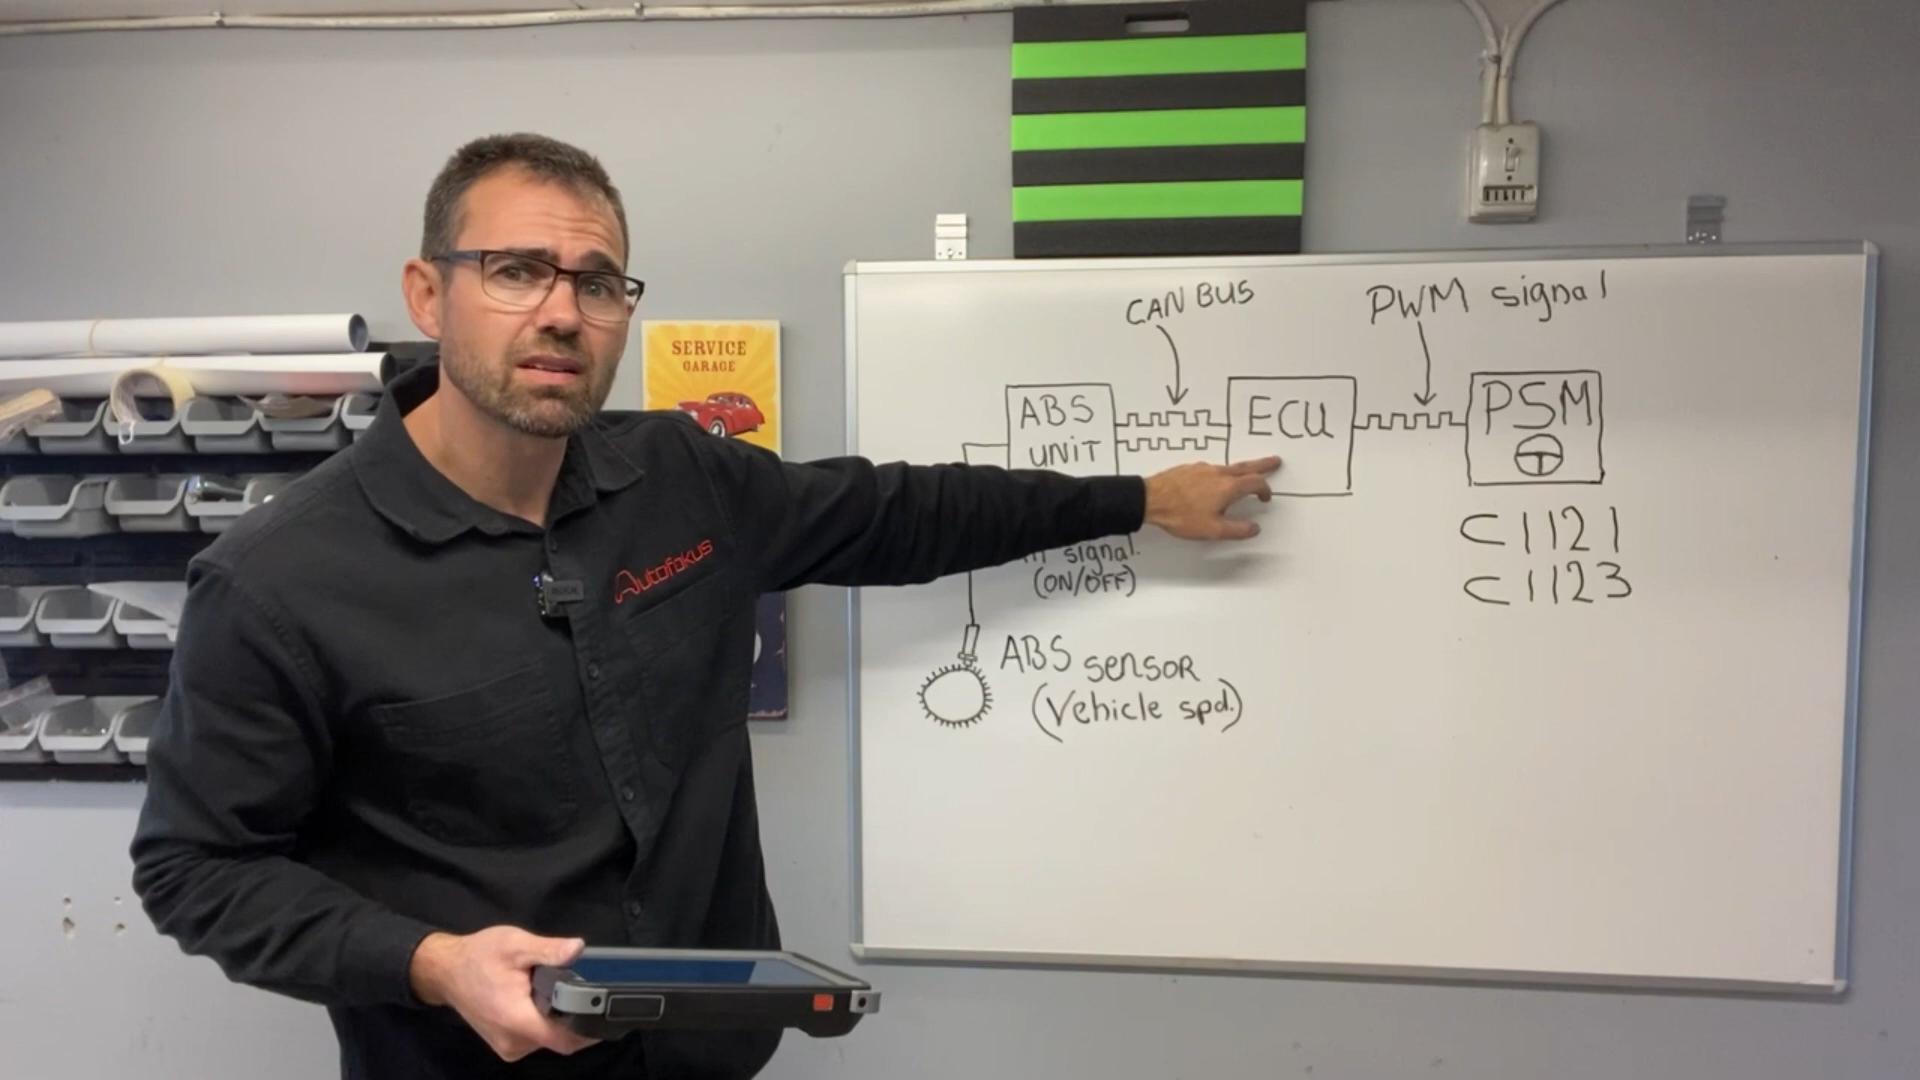 SERVICE
GARAGE
CAN BUS
PWM signal
ABS
UNIT
ECU
PSM
C1121
C1123
signal.
(ON/OFF)
ABS sensor
(Vehicle spd.)
Autofokus